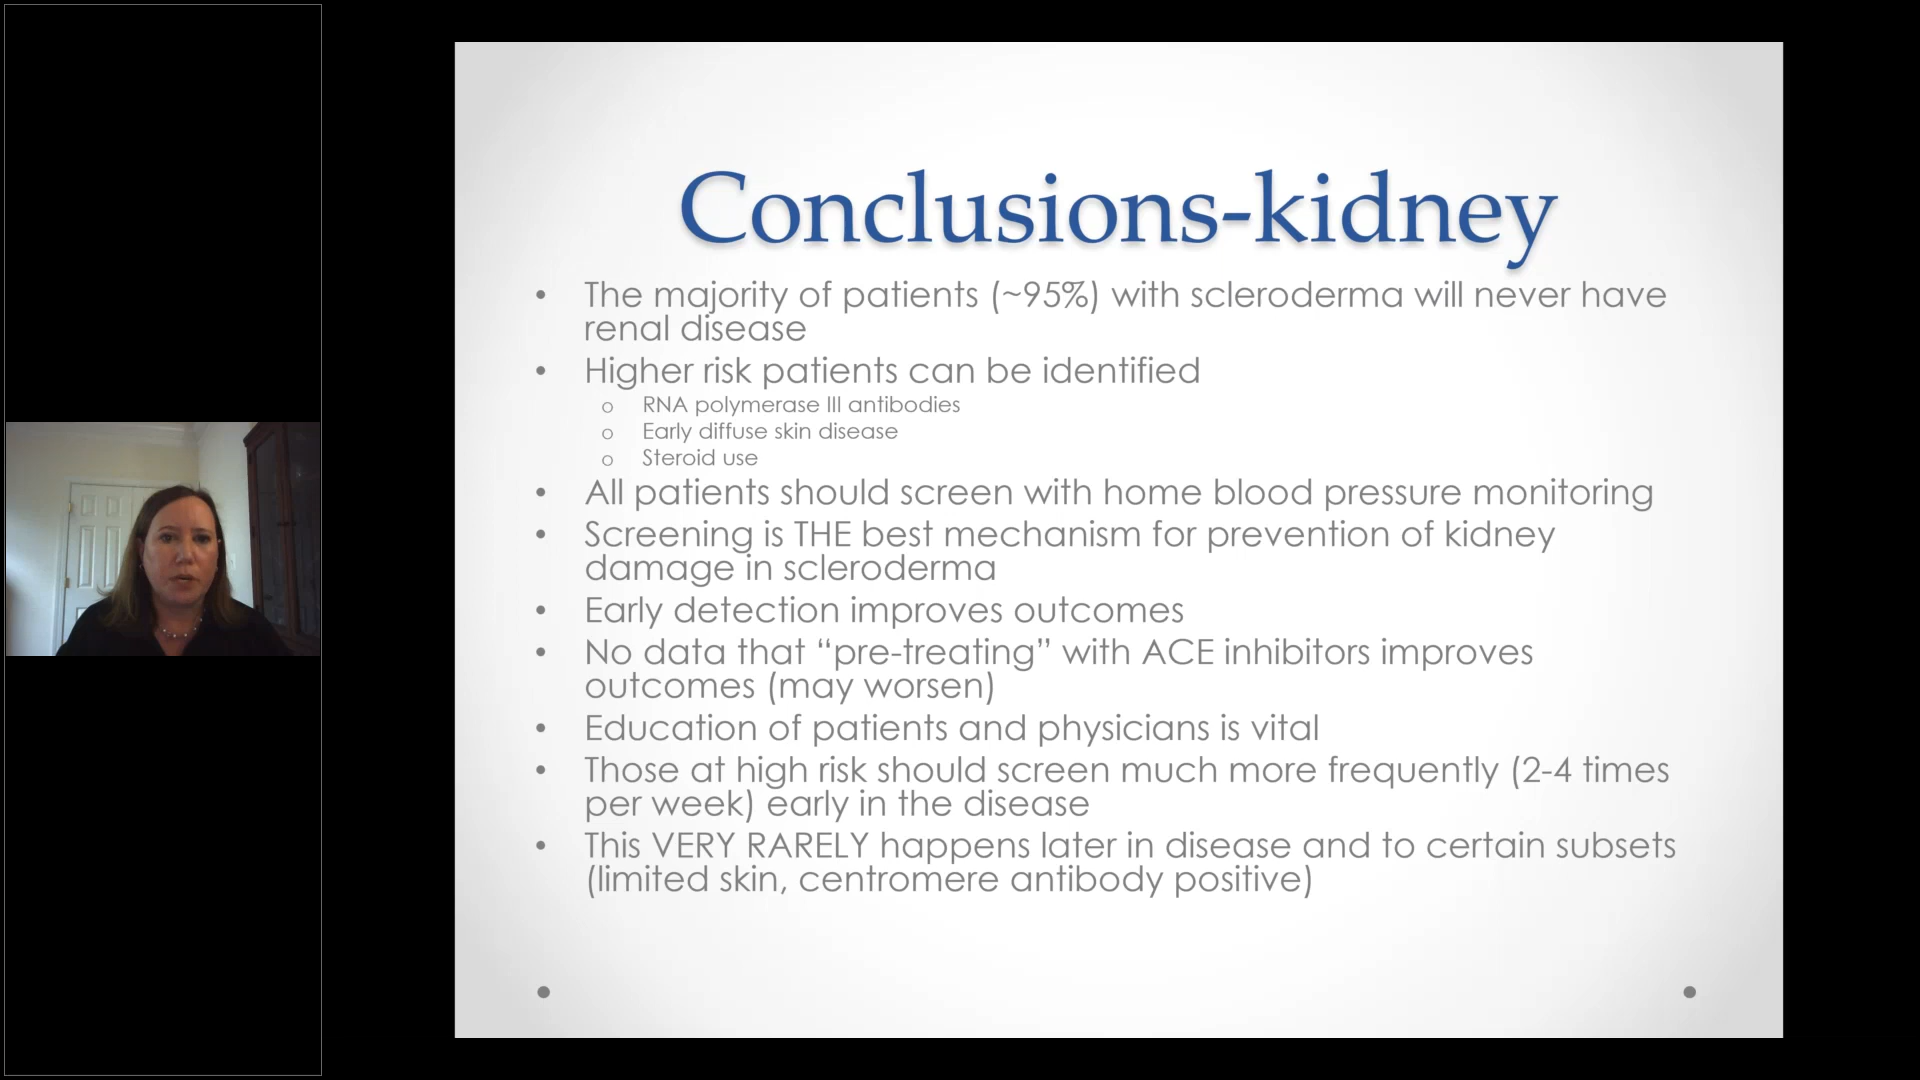 Conclusions-kidney
• The majority of patients (~95%) with scleroderma will never have
renal disease
• Higher risk patients can be identified
o RNA polymerase III antibodies
o Early diffuse skin disease
o Steroid use
• All patients should screen with home blood pressure monitoring
• Screening is THE best mechanism for prevention of kidney
damage in scleroderma
• Early detection improves outcomes
• No data that “pre-treating” with ACE inhibitors improves
outcomes (may worsen)
• Education of patients and physicians is vital
• Those at high risk should screen much more frequently (2-4 times
per week) early in the disease
• This VERY RARELY happens later in disease and to certain subsets
(limited skin, centromere antibody positive)